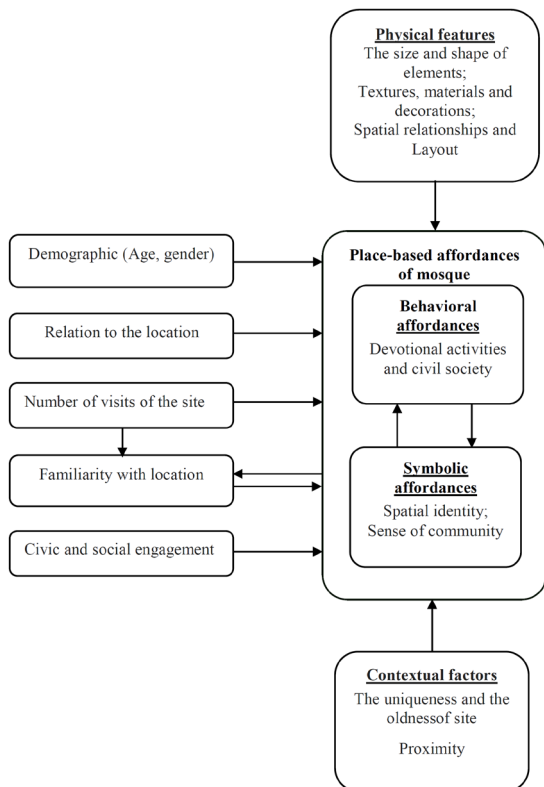 Physical features
The size and shape of
elements;
Textures, materials and
decorations;
Spatial relationships and
Layout
Demographic (Age, gender)
Relation to the location
Number of visits of the site
Familiarity with location
Civic and social engagement
Place-based affordances
of mosque
Behavioral
affordances
Devotional activities
and civil society
Symbolic
affordances
Spatial identity;
Sense of community
Contextual factors
The uniqueness and the
oldnessof site
Proximity